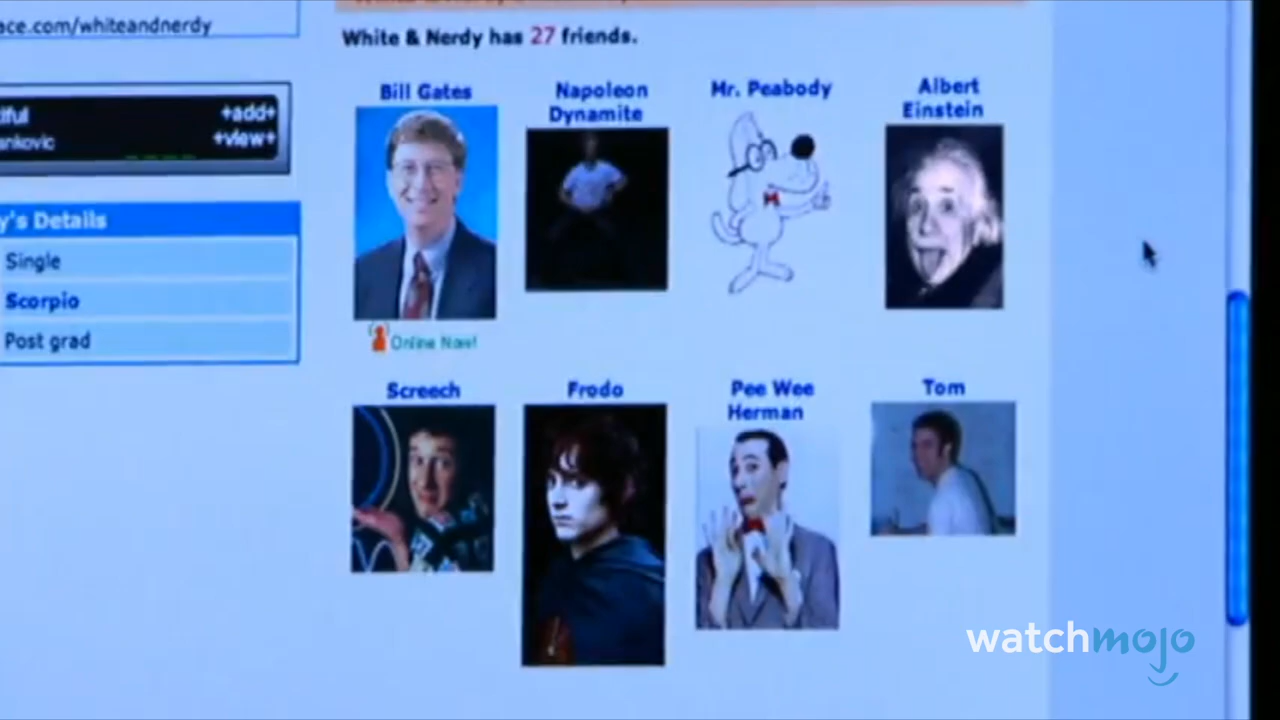 ace.com/whiteandnerdy
White & Nerdy has 27 friends.
Bill Gates
Napoleon
Dynamite
Mr. Peabody
Albert
Einstein
+add+
ankovic
+view+
y's Details
Single
Scorpio
Post grad
Online Now!
Screech
Frodo
Pee Wee
Herman
Tom
watchmojo